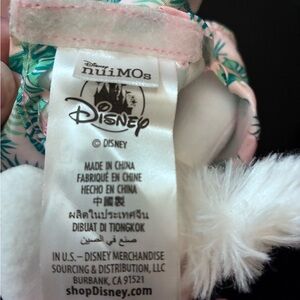 Disney
nuiMOs
Disney
© DISNEY
MADE IN CHINA
FABRIQUÉ EN CHINE
HECHO EN CHINA
中國製
ผลิตในประเทศจีน
DIBUAT DI TIONGKOK
صنع في الصين
IN U.S. - DISNEY MERCHANDISE
SOURCING & DISTRIBUTION, LLC
BURBANK, CA 91521
shopDisney.com